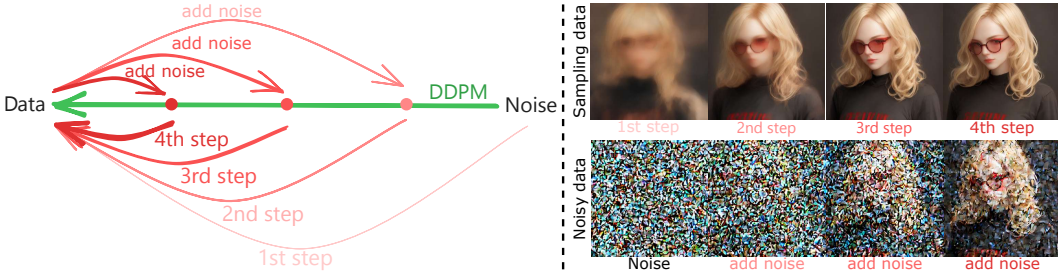 add noise
add noise
add noise
DDPM
Data
Noise
4th step
3rd step
2nd step
1st step
Sampling data
1st step
2nd step
3rd step
4th step
Noisy data
Noise
add noise
add noise
add noise